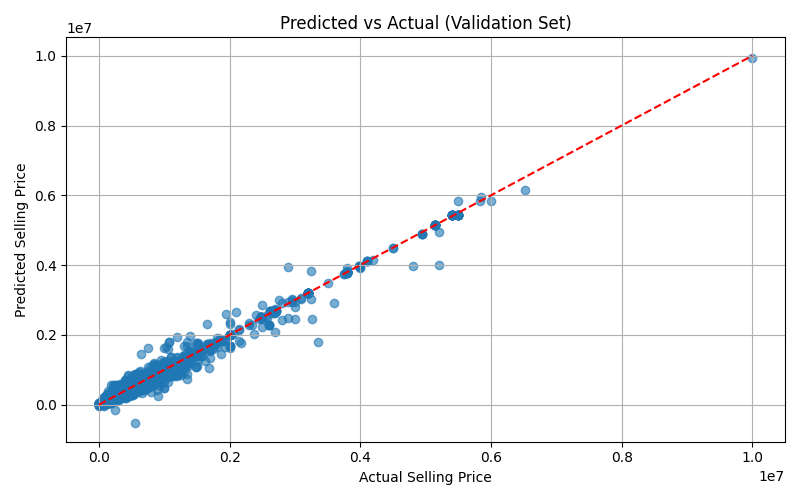 Predicted vs Actual (Validation Set)
1e7
1.0
0.8
0.6
0.4
0.2
0.0
Predicted Selling Price
0.0 0.2 0.4 0.6 0.8 1.0
1e7
Actual Selling Price